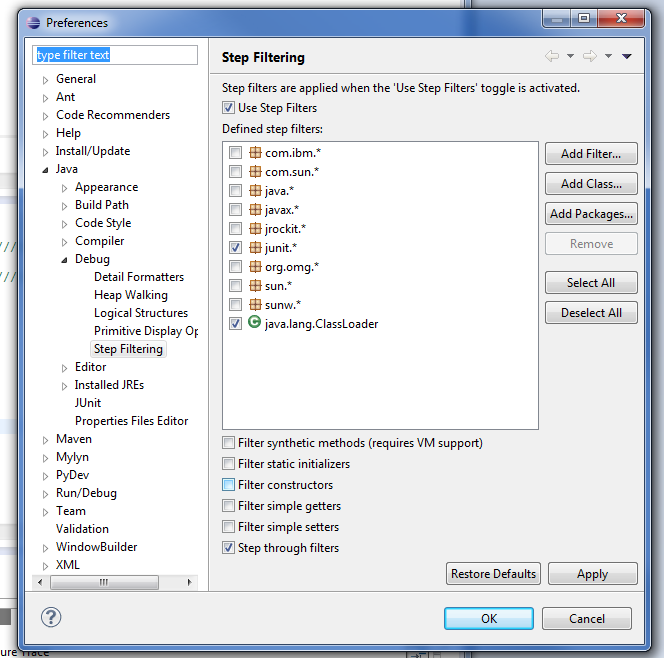 Preferences
type filter text
General
Ant
Code Recommenders
Help
Install/Update
Java
Appearance
Build Path
Code Style
Compiler
Debug
Detail Formatters
Heap Walking
Logical Structures
Primitive Display Op
Step Filtering
Editor
Installed JREs
JUnit
Properties Files Editor
Maven
Mylyn
PyDev
Run/Debug
Team
Validation
WindowBuilder
XML
Step Filtering
Step filters are applied when the 'Use Step Filters' toggle is activated.
Use Step Filters
Defined step filters:
com.ibm.*
com.sun.*
java.*
javax.*
jrockit.*
junit.*
org.omg.*
sun.*
sunw.*
java.lang.ClassLoader
Add Filter...
Add Class...
Add Packages...
Remove
Select All
Deselect All
Filter synthetic methods (requires VM support)
Filter static initializers
Filter constructors
Filter simple getters
Filter simple setters
Step through filters
Restore Defaults
Apply
OK
Cancel
//
//
ure Trace